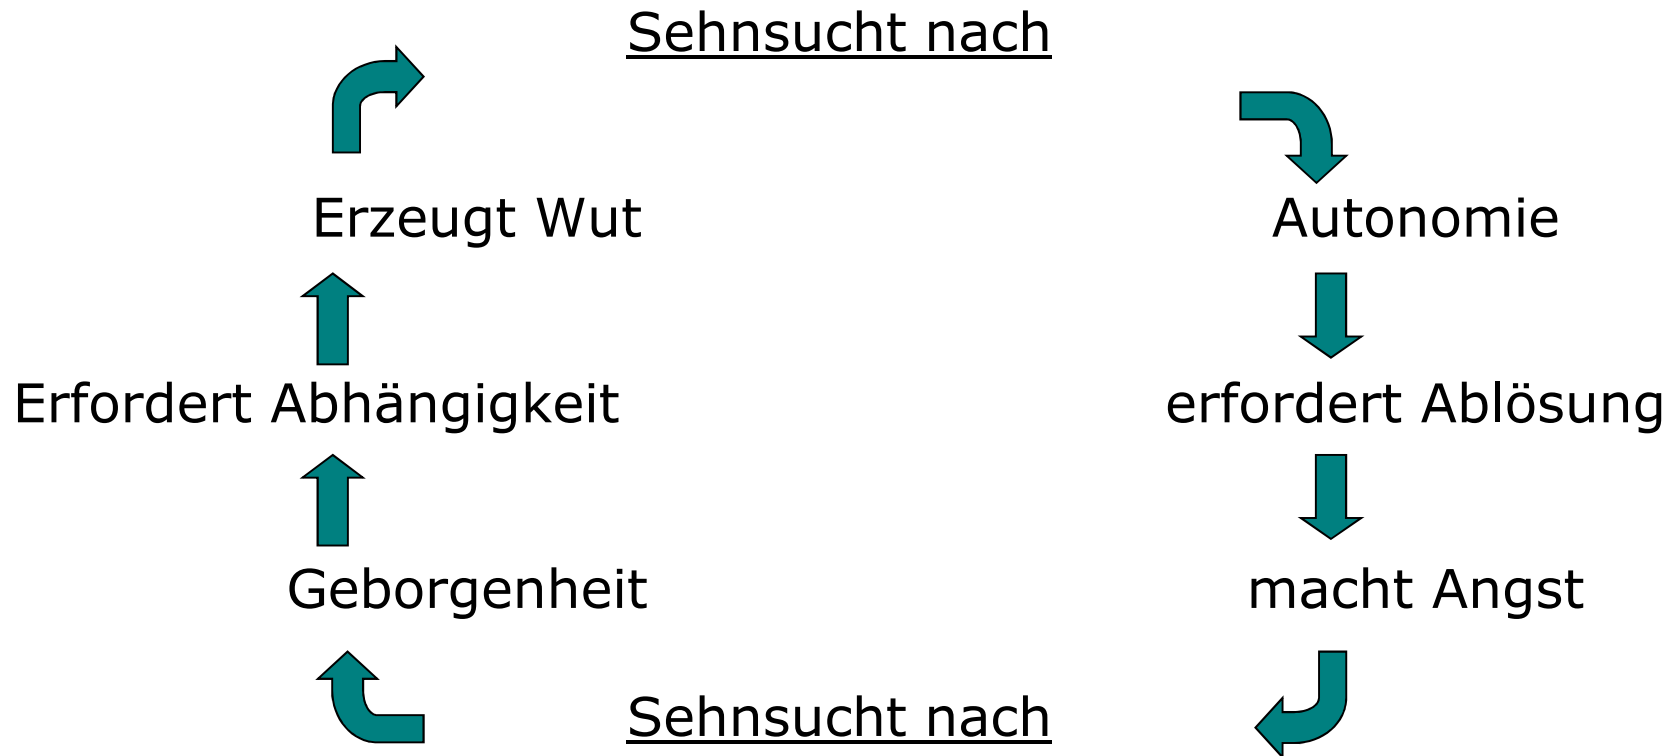 Sehnsucht nach
Erzeugt Wut
Autonomie
Erfordert Abhängigkeit
erfordert Ablösung
Geborgenheit
macht Angst
Sehnsucht nach